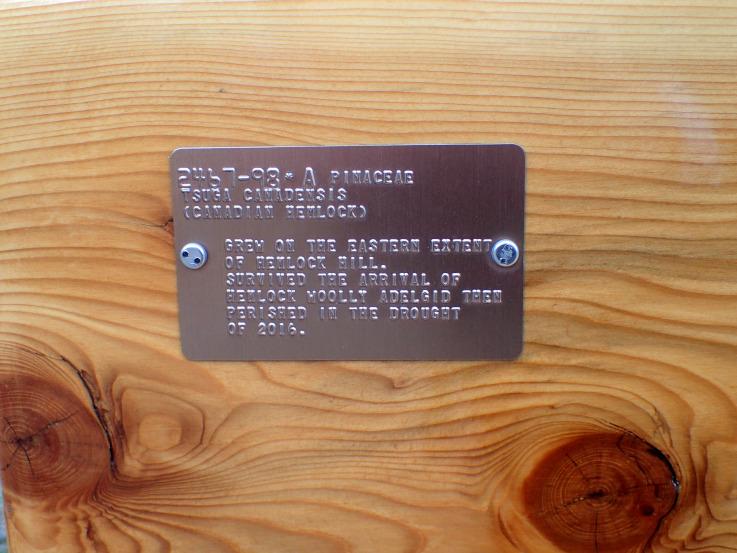 2467-98*A PINACEAE
TSUGA CANADENSIS
(CANADIAN HEMLOCK)
GREW ON THE EASTERN EXTENT
OF HEMLOCK HILL.
SURVIVED THE ARRIVAL OF
HEMLOCK WOOLLY ADELGID THEN
PERISHED IN THE DROUGHT
OF 2016.